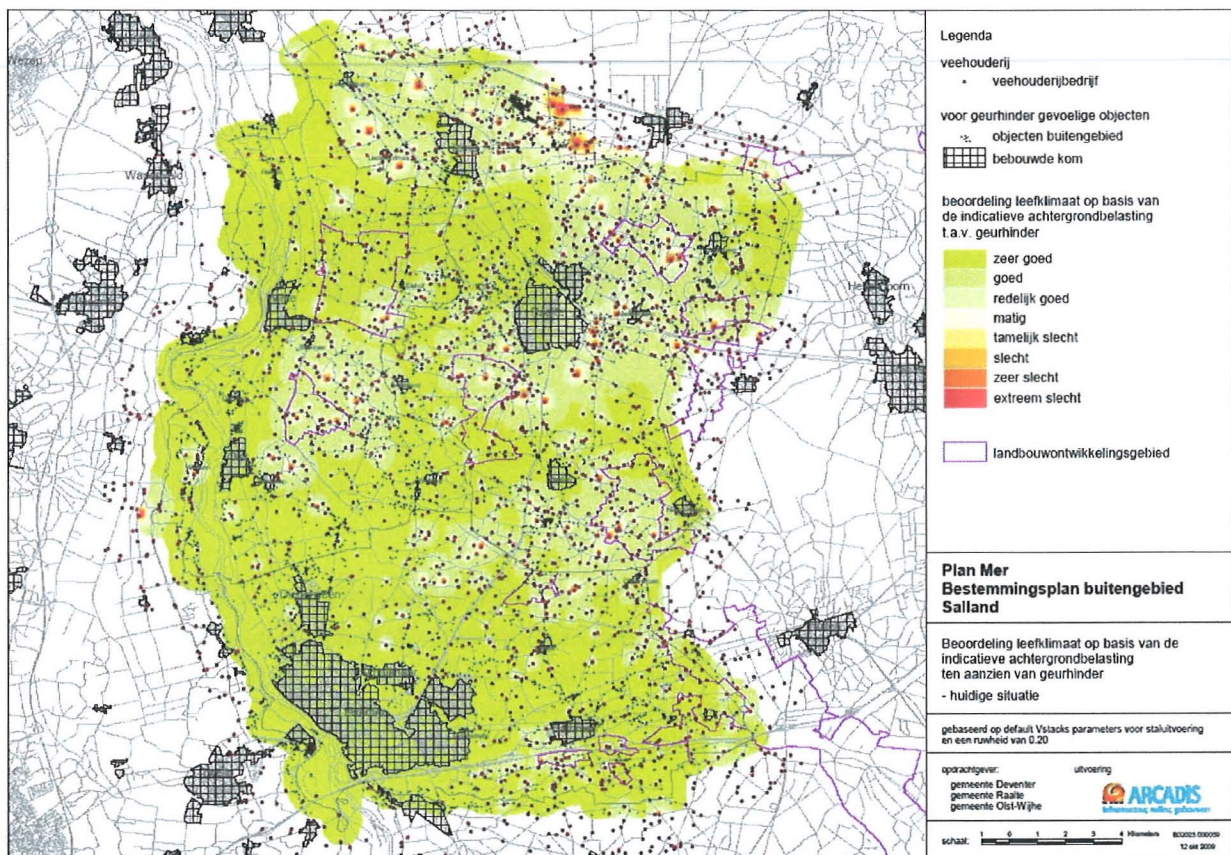 Legenda
veehouderij
veehouderijbedrijf
voor geurhinder gevoelige objecten
objecten buitengebied
bebouwde kom
beoordeling leefklimaat op basis van
de indicatieve achtergrondbelasting
t.a.v. geurhinder
zeer goed
goed
redelijk goed
matig
tamelijk slecht
slecht
zeer slecht
extreem slecht
landbouwontwikkelingsgebied
Plan Mer
Bestemmingsplan buitengebied
Salland
Beoordeling leefklimaat op basis van de
indicatieve achtergrondbelasting
ten aanzien van geurhinder
- huidige situatie
gebaseerd op default Vstacks parameters voor staluitvoering
en een ruwheid van 0.20
opdrachtgever: uitvoering
gemeente Deventer
gemeente Raalte
gemeente Olst-Wijhe
ARCADIS
schaal: 1 0 1 2 3 4 Kilometers